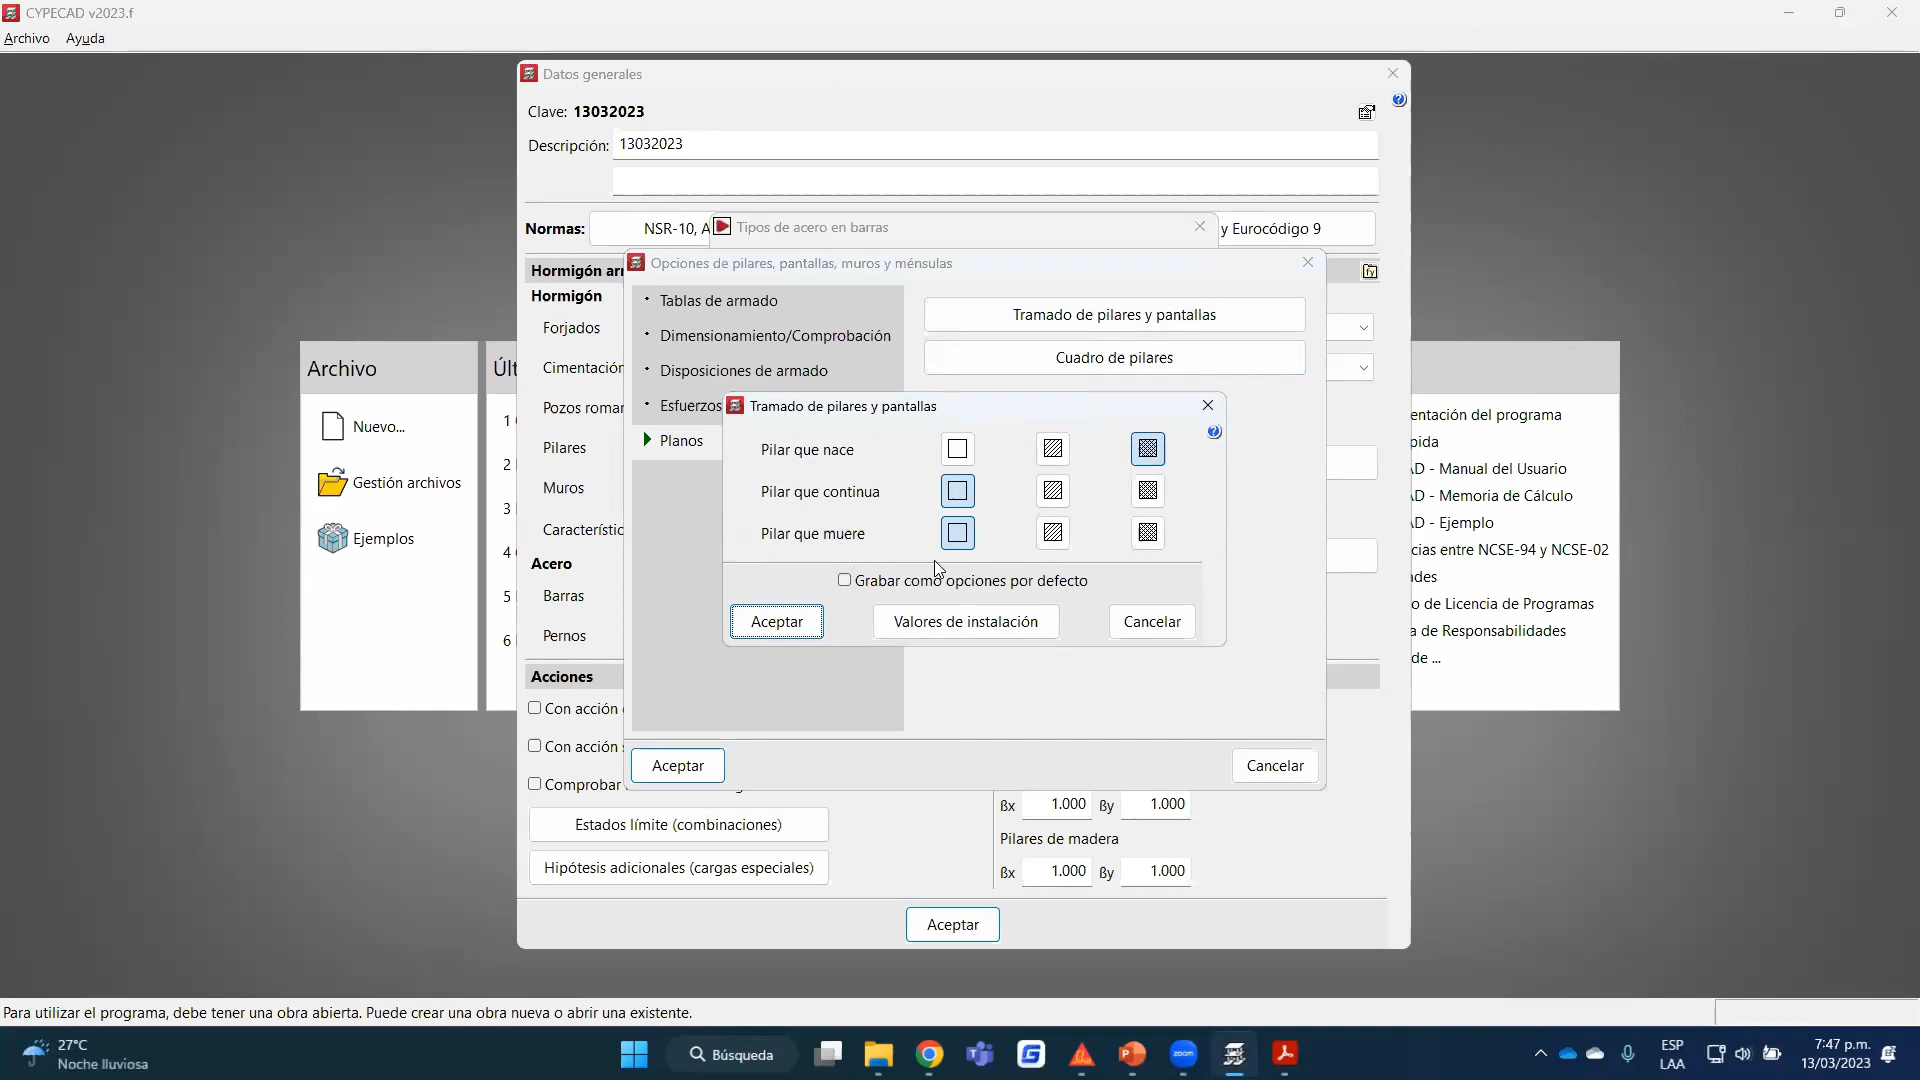 CYPECAD v2023.f
Archivo Ayuda
Datos generales
Clave: 13032023
Descripción: 13032023
Normas: NSR-10, A
y Eurocódigo 9
Tipos de acero en barras
Opciones de pilares, pantallas, muros y ménsulas
Hormigón arr
Hormigón
Forjados
Cimentación
Pozos romar
Pilares
Muros
Característic
Acero
Barras
Pernos
Acciones
Con acción
Con acción s
Comprobar
Estados límite (combinaciones)
Hipótesis adicionales (cargas especiales)
Tablas de armado
Dimensionamiento/Comprobación
Disposiciones de armado
Esfuerzos
Planos
Tramado de pilares y pantallas
Cuadro de pilares
Tramado de pilares y pantallas
Pilar que nace
Pilar que continua
Pilar que muere
Grabar como opciones por defecto
Aceptar Valores de instalación Cancelar
Aceptar Cancelar
ßx 1.000 ßy 1.000
Pilares de madera
ßx 1.000 ßy 1.000
Aceptar
Archivo
Nuevo...
Gestión archivos
Ejemplos
Últ
1
2
3
4
5
6
entación del programa
pida
AD - Manual del Usuario
AD - Memoria de Cálculo
AD - Ejemplo
cias entre NCSE-94 y NCSE-02
des
o de Licencia de Programas
a de Responsabilidades
de ...
Para utilizar el programa, debe tener una obra abierta. Puede crear una obra nueva o abrir una existente.
27°C
Noche lluviosa
Búsqueda
zoom
ESP
LAA
7:47 p.m.
13/03/2023